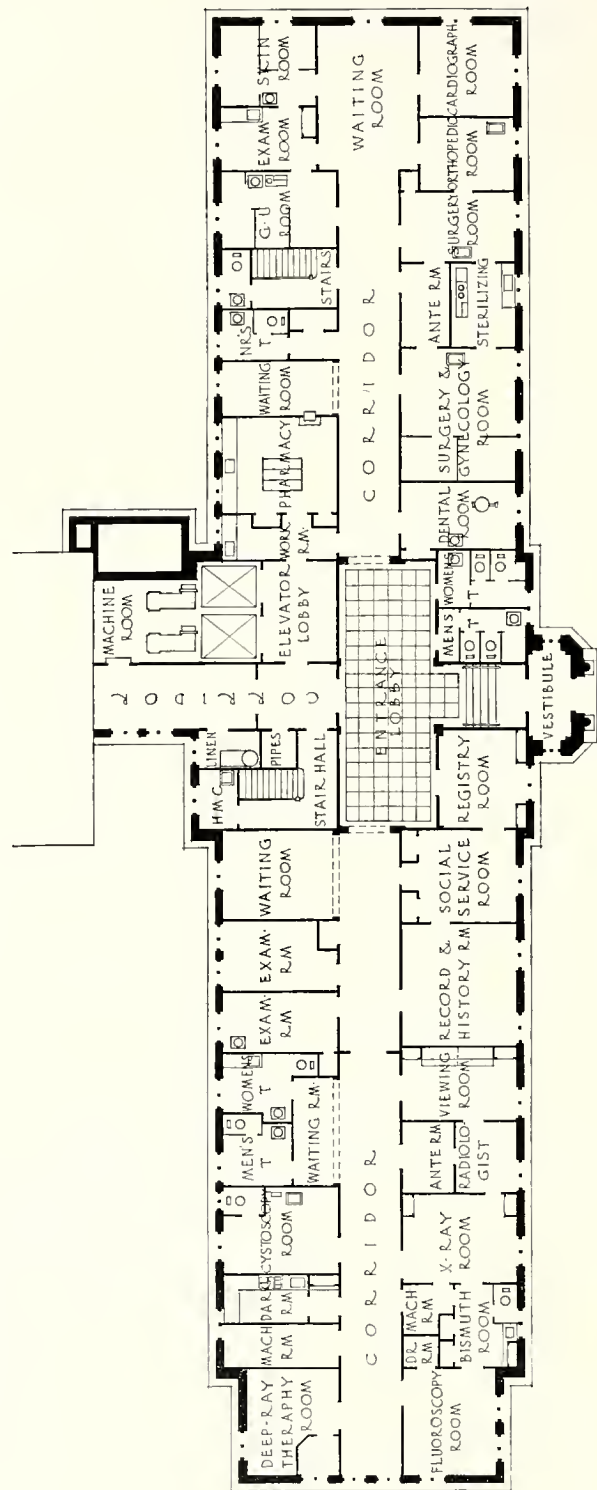 MACHINE
ROOM
CORRIDOR
HMC
LINEN
PIPES
STAIR HALL
ELEVATOR
LOBBY
DEEP-RAY
THERAPHY
ROOM
MACH
RM
DARK
RM
CYSTOSCOPY
ROOM
MEN'S
T
WOMENS
T
WAITING RM.
EXAM.
RM
EXAM.
RM
WAITING
ROOM
WORK
RM.
PHARMACY
WAITING
ROOM
NR'S
T
STAIRS
G.U
ROOM
EXAM
ROOM
SKIN
ROOM
CORRIDOR
ENTRANCE
LOBBY
CORRIDOR
WAITING
ROOM
FLUOROSCOPY
ROOM
DR.
RM
MACH
RM
BISMUTH
ROOM
X-RAY
ROOM
ANTE RM
RADIOLO-
GIST
VIEWING
ROOM
RECORD &
HISTORY RM
SOCIAL
SERVICE
ROOM
REGISTRY
ROOM
VESTIBULE
MENS
T
WOMENS
T
DENTAL
ROOM
SURGERY &
GYNECOLOGY
ROOM
ANTE RM
STERILIZING
SURGERY
ROOM
ORTHOPEDIC
ROOM
CARDIOGRAPH
ROOM